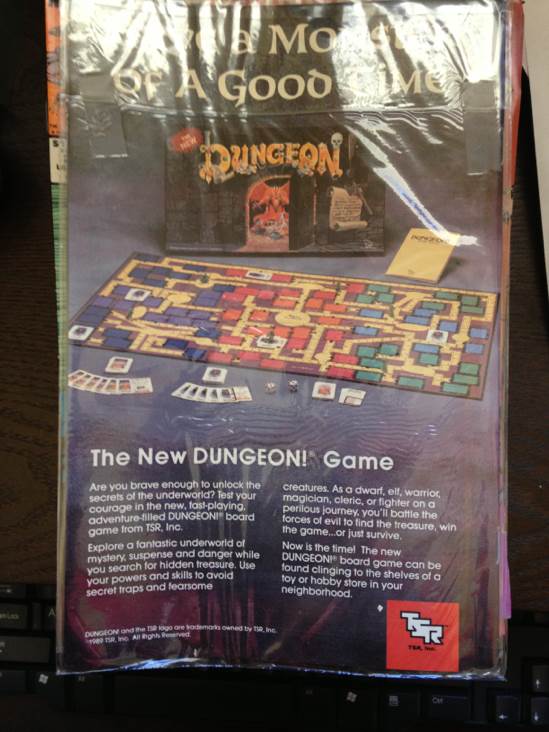 a
OF A GOOD
NEW
DUNGEON
DUNGEON
The New DUNGEON!® Game
Are you brave enough to unlock the
secrets of the underworld? Test your
courage in the new, fast-playing,
adventure-filled DUNGEON!® board
game from TSR, Inc.
Explore a fantastic underworld of
mystery, suspense and danger while
you search for hidden treasure. Use
your powers and skills to avoid
secret traps and fearsome
creatures. As a dwarf, elf, warrior,
magician, cleric, or fighter on a
perilous journey, you'll battle the
forces of evil to find the treasure, win
the game...or just survive.
Now is the time! The new
DUNGEON!® board game can be
found clinging to the shelves of a
toy or hobby store in your
neighborhood.
DUNGEON! and the TSR logo are trademarks owned by TSR, Inc.
©1989 TSR, Inc. All Rights Reserved.
TSR
TSR, Inc.
Ctrl